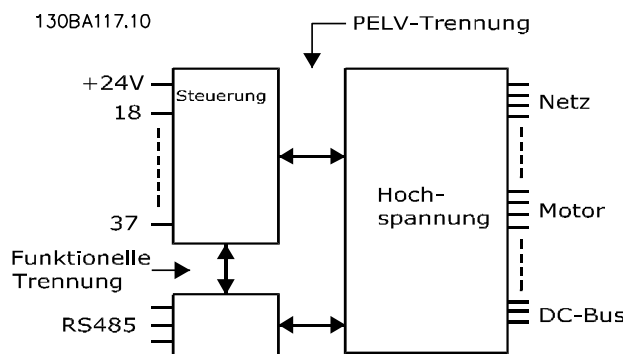 130BA117.10
PELV-Trennung
+24V
Steuerung
18
Netz
Hoch-
spannung
37
Motor
Funktionelle
Trennung
RS485
DC-Bus